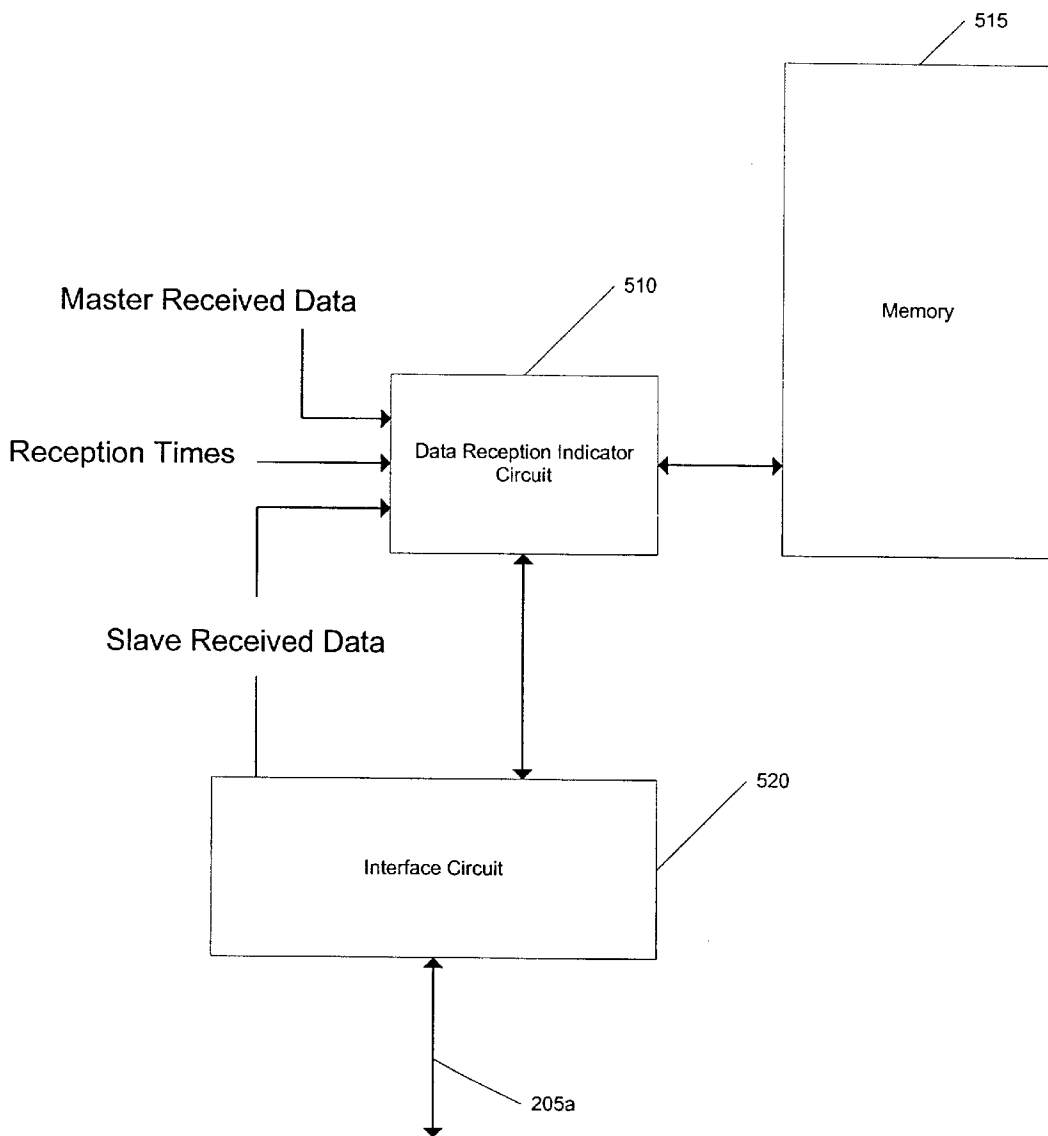 515
510
Master Received Data
Memory
Reception Times
Data Reception Indicator
Circuit
Slave Received Data
520
Interface Circuit
205a